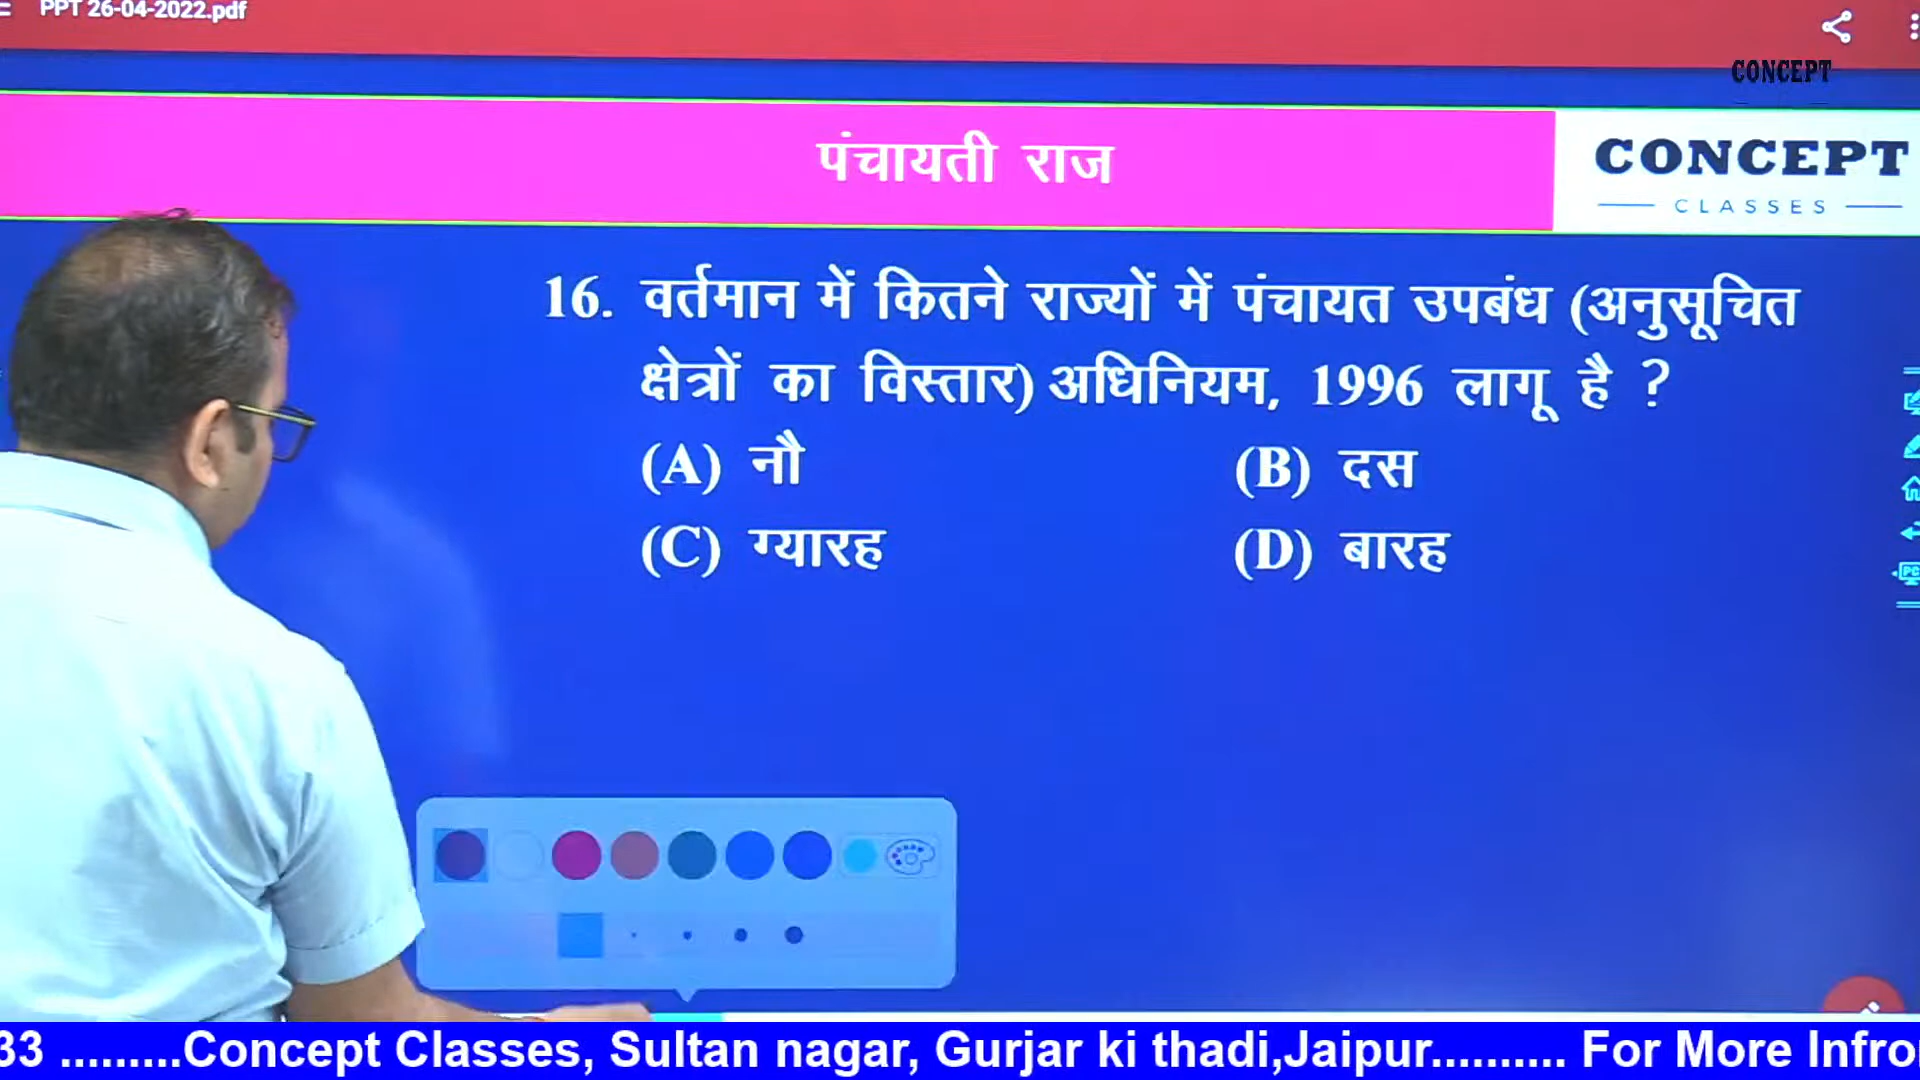 PPT 26-04-2022.pdf
CONCEPT
पंचायती राज
CONCEPT
CLASSES
16. वर्तमान में कितने राज्यों में पंचायत उपबंध (अनुसूचित
क्षेत्रों का विस्तार) अधिनियम, 1996 लागू है ?
(A) नौ (B) दस
(C) ग्यारह (D) बारह
PC
33 .........Concept Classes, Sultan nagar, Gurjar ki thadi,Jaipur.......... For More Infro